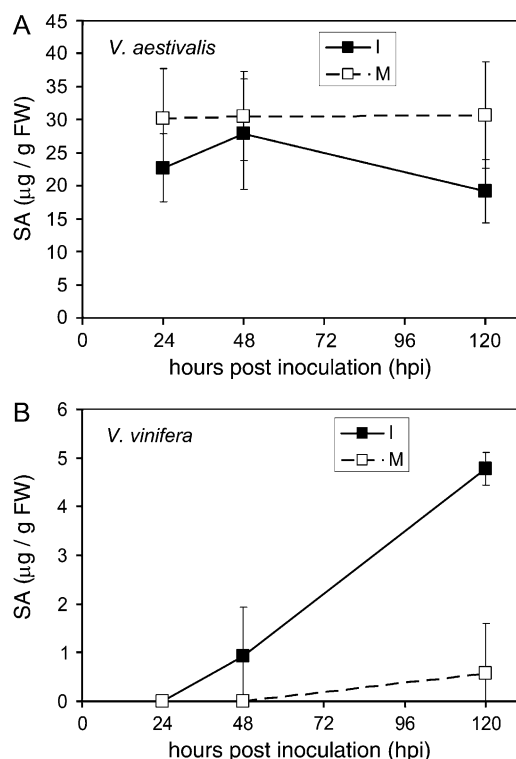 A
V. aestivalis
I
M
SA (μg / g FW)
45
40
35
30
25
20
15
10
5
0
0 24 48 72 96 120
hours post inoculation (hpi)
B
V. vinifera
I
M
SA (μg / g FW)
6
5
4
3
2
1
0
0 24 48 72 96 120
hours post inoculation (hpi)